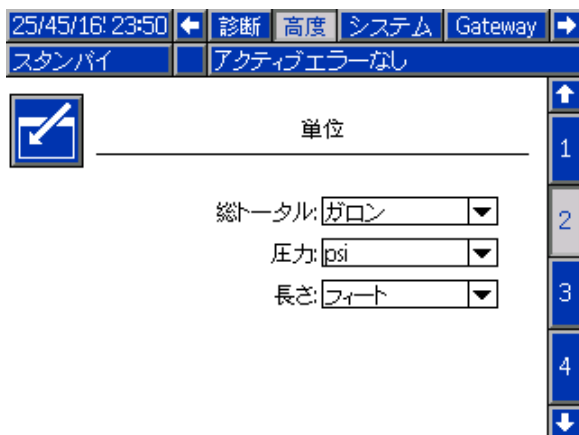 25/45/16 23:50 診断 高度 システム Gateway
スタンバイ アクティブエラーなし
単位
1
総トータル: ガロン
2
圧力: psi
長さ: フィート
3
4